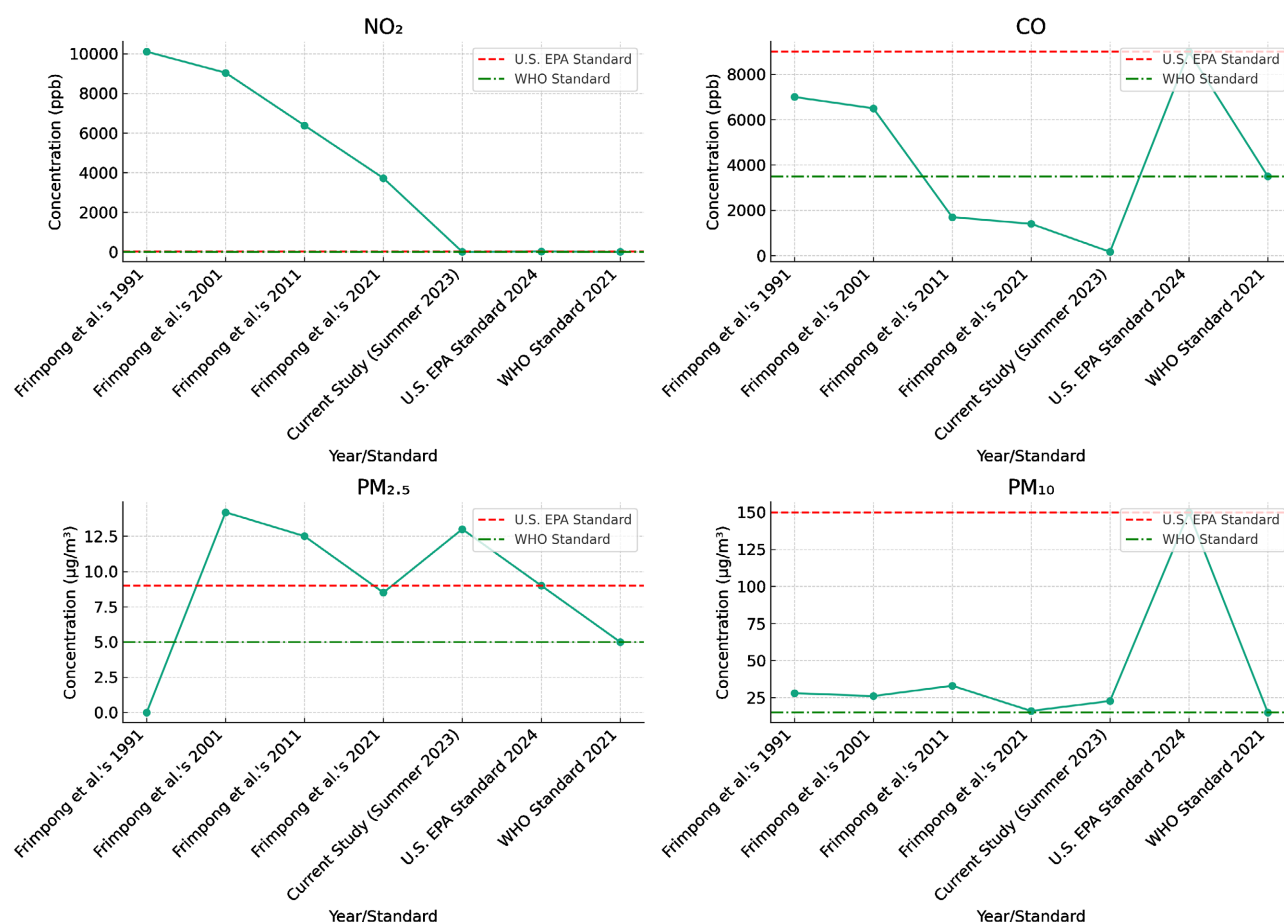 NO₂
Concentration (ppb)
10000
8000
6000
4000
2000
0
U.S. EPA Standard
WHO Standard
Frimpong et al.'s 1991
Frimpong et al.'s 2001
Frimpong et al.'s 2011
Frimpong et al.'s 2021
Current Study (Summer 2023)
U.S. EPA Standard 2024
WHO Standard 2021
Year/Standard
CO
Concentration (ppb)
8000
6000
4000
2000
0
U.S. EPA Standard
WHO Standard
Frimpong et al.'s 1991
Frimpong et al.'s 2001
Frimpong et al.'s 2011
Frimpong et al.'s 2021
Current Study (Summer 2023)
U.S. EPA Standard 2024
WHO Standard 2021
Year/Standard
PM₂.₅
Concentration (μg/m³)
12.5
10.0
7.5
5.0
2.5
0.0
U.S. EPA Standard
WHO Standard
Frimpong et al.'s 1991
Frimpong et al.'s 2001
Frimpong et al.'s 2011
Frimpong et al.'s 2021
Current Study (Summer 2023)
U.S. EPA Standard 2024
WHO Standard 2021
Year/Standard
PM₁₀
Concentration (μg/m³)
150
125
100
75
50
25
U.S. EPA Standard
WHO Standard
Frimpong et al.'s 1991
Frimpong et al.'s 2001
Frimpong et al.'s 2011
Frimpong et al.'s 2021
Current Study (Summer 2023)
U.S. EPA Standard 2024
WHO Standard 2021
Year/Standard